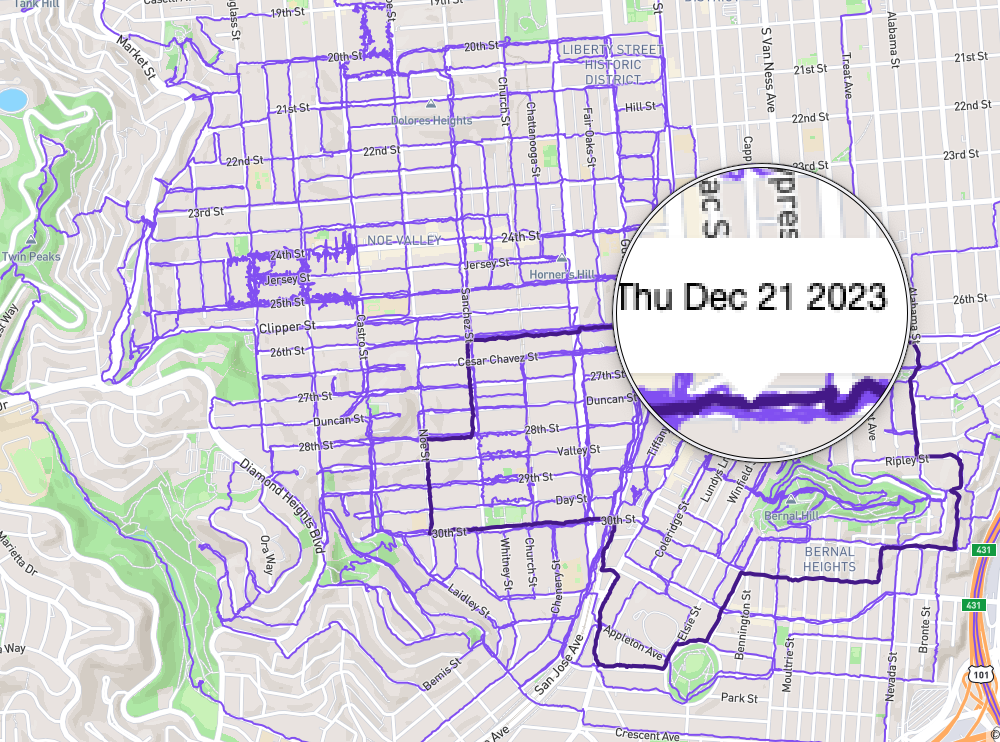 Tank Hill
19th St
19th St
Market St
20th St
20th St
LIBERTY STREET
HISTORIC
DISTRICT
S Van Ness Ave
Treat Ave
Alabama St
21st St
21st St
21st St
Dolores Heights
Church St
Chattanooga St
Fair Oaks St
Hill St
22nd St
22nd St
22nd St
22nd St
23rd St
23rd St
23rd St
Twin Peaks
NOE VALLEY
24th St
24th St
Jersey St
Jersey St
Horner's Hill
25th St
Thu Dec 21 2023
26th St
Alabama St
Clipper St
Castro St
Sanchez St
26th St
Cesar Chavez St
27th St
27th St
Duncan St
Duncan St
28th St
28th St
Noe St
Valley St
29th St
Day St
30th St
30th St
Ripley St
Lundys L
Winfield
Coleridge St
Bernal Hill
BERNAL
HEIGHTS
431
431
101
Diamond Heights Blvd
Ora Way
Marietta Dr
Whitney St
Church St
Chenery St
Laidley St
Bemis St
San Jose Ave
Appleton Ave
Elsie St
Bennington St
Moultrie St
Nevada St
Bronte St
Park St
Crescent Ave
©